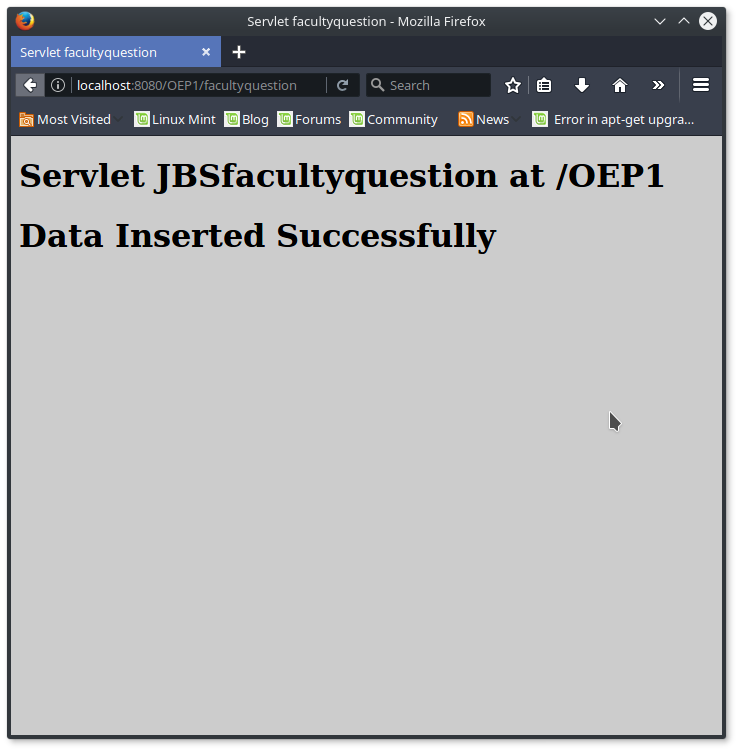 Servlet facultyquestion - Mozilla Firefox
Servlet facultyquestion
localhost:8080/OEP1/facultyquestion Search
Most Visited Linux Mint Blog Forums Community News Error in apt-get upgra...
Servlet JBSfacultyquestion at /OEP1
Data Inserted Successfully